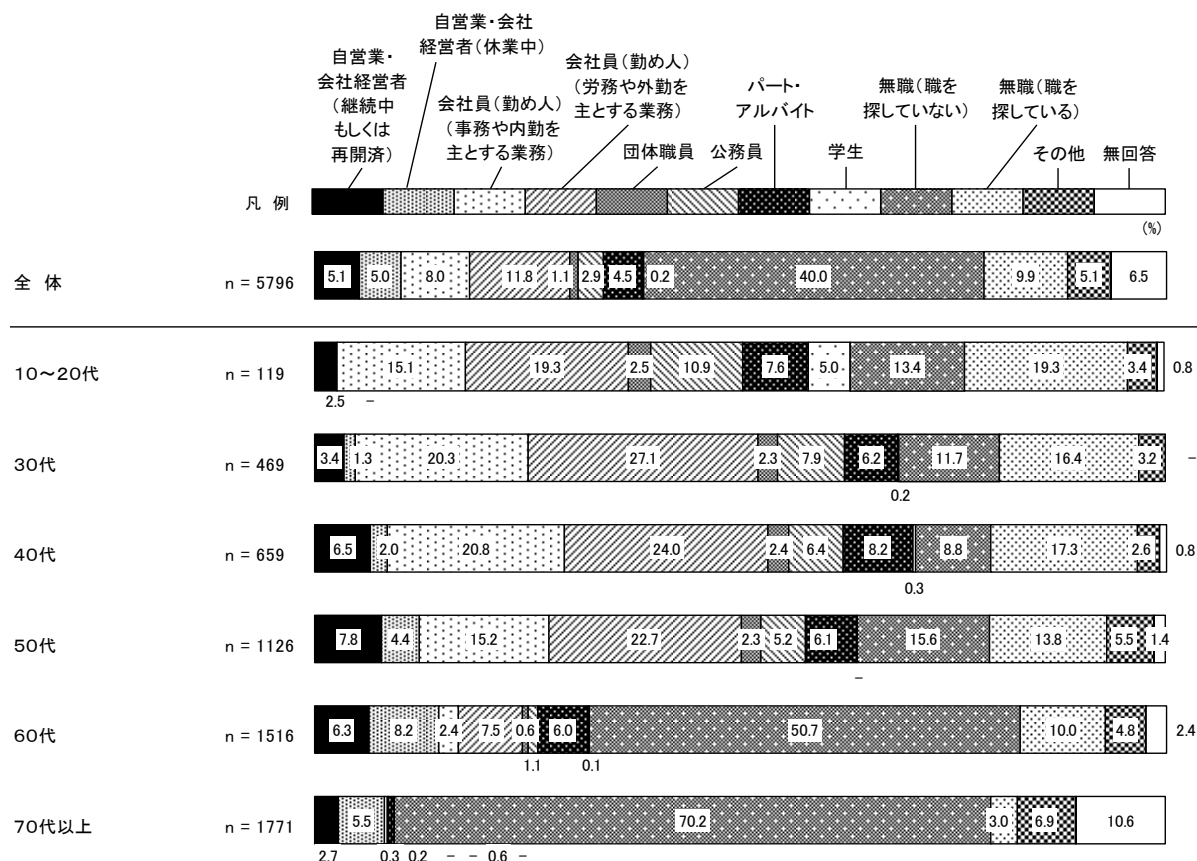 自営業・会社
経営者(休業中)
自営業・
会社経営者
(継続中
もしくは
再開済)
会社員(勤め人)
(事務や内勤を
主とする業務)
会社員(勤め人)
(労務や外勤を
主とする業務)
団体職員
公務員
パート・
アルバイト
学生
無職(職を
探していない)
無職(職を
探している)
その他
無回答
凡 例
(%)
全 体 n = 5796 5.1 5.0 8.0 11.8 1.1 2.9 4.5 0.2 40.0 9.9 5.1 6.5
10~20代 n = 119 15.1 19.3 2.5 10.9 7.6 5.0 13.4 19.3 3.4 0.8
2.5 -
30代 n = 469 3.4 1.3 20.3 27.1 2.3 7.9 6.2 11.7 16.4 3.2 -
0.2
40代 n = 659 6.5 2.0 20.8 24.0 2.4 6.4 8.2 8.8 17.3 2.6 0.8
0.3
50代 n = 1126 7.8 4.4 15.2 22.7 2.3 5.2 6.1 15.6 13.8 5.5 1.4
-
60代 n = 1516 6.3 8.2 2.4 7.5 0.6 6.0 50.7 10.0 4.8 2.4
1.1 0.1
70代以上 n = 1771 5.5 70.2 3.0 6.9 10.6
2.7 0.3 0.2 - - 0.6 -